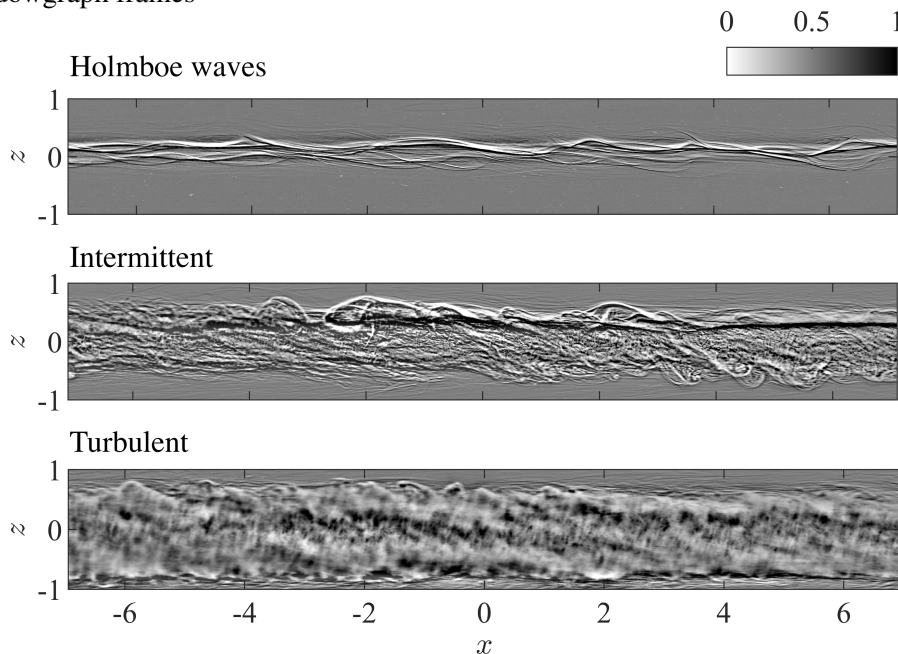 frames
0 0.5 1
Holmboe waves
1
z 0
-1
Intermittent
1
z 0
-1
Turbulent
1
z 0
-1
-6 -4 -2 0 2 4 6
x